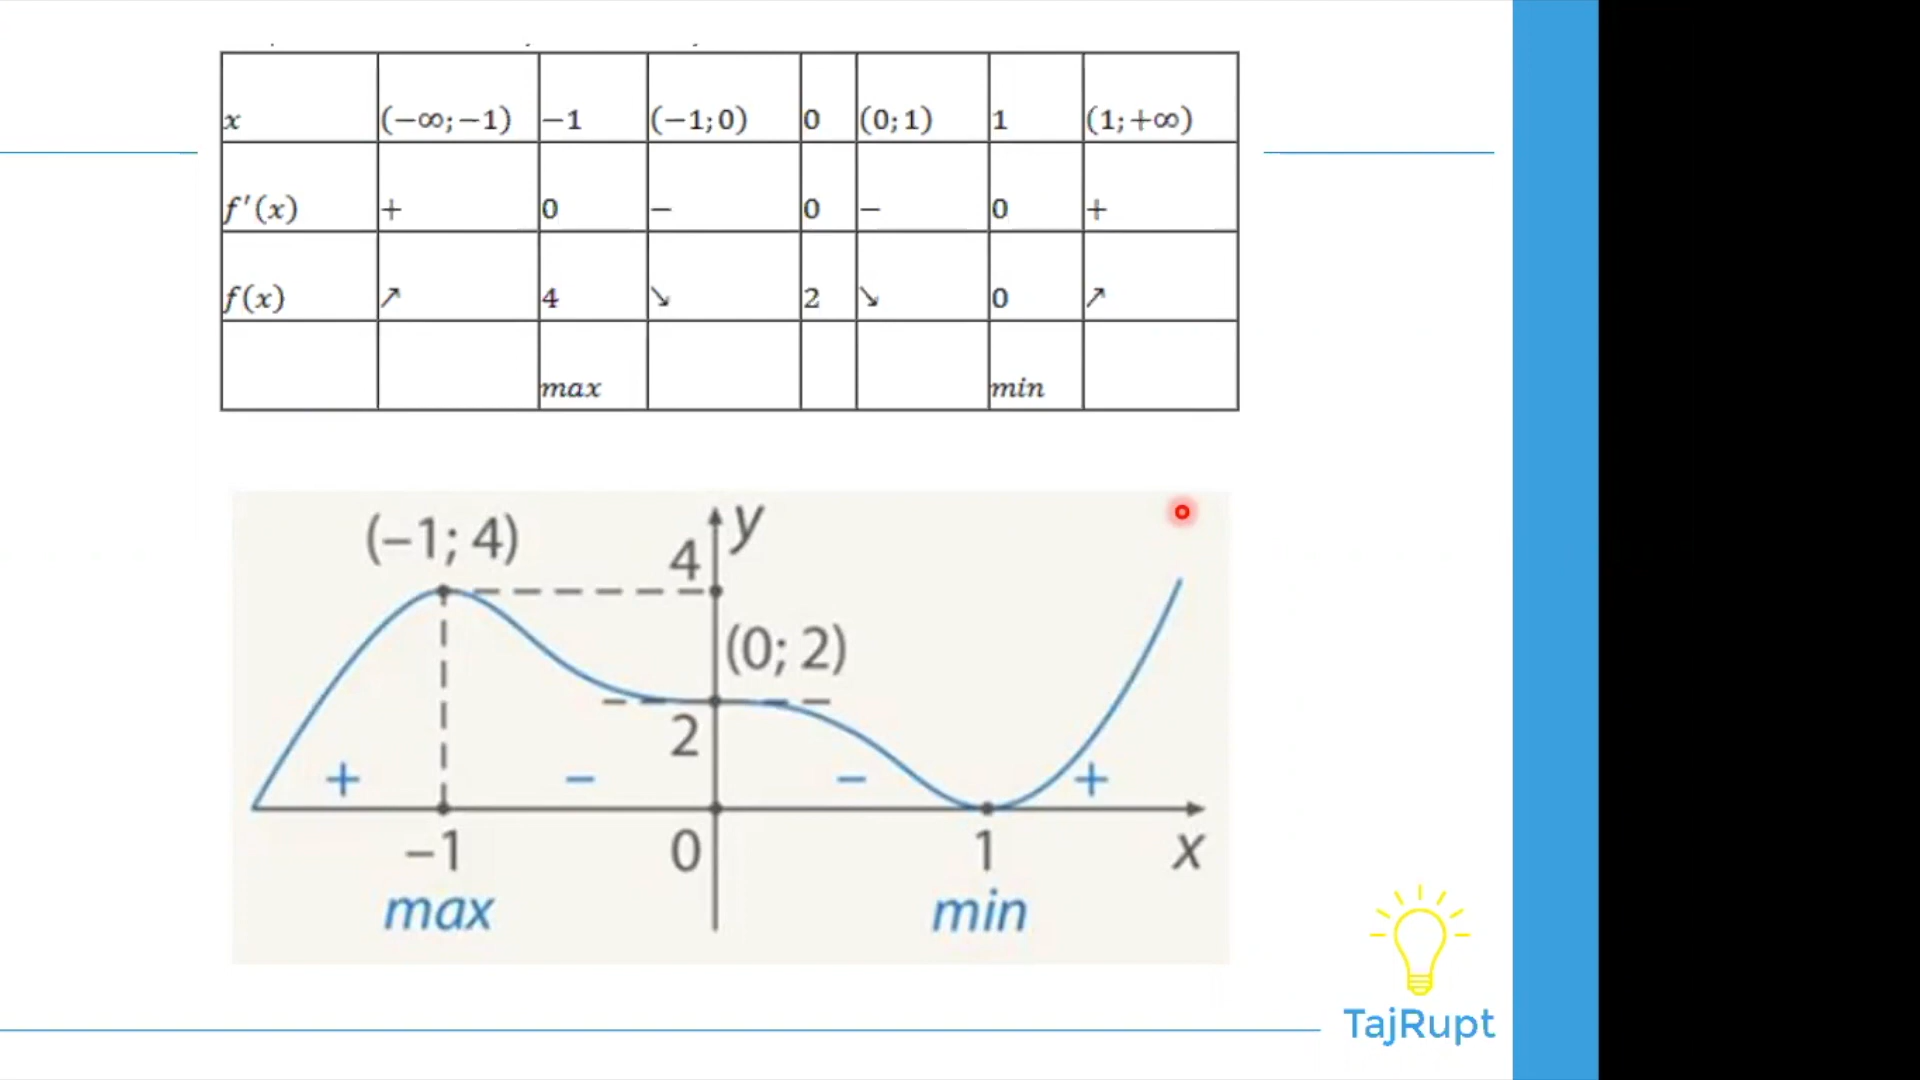 x (−∞;−1) −1 (−1;0) 0 (0;1) 1 (1;+∞)
f′(x) + 0 − 0 − 0 +
f(x) ↗ 4 ↘ 2 ↘ 0 ↗
max min
(−1; 4) 4 y
(0; 2)
2
+ − − +
−1 0 1 x
max min
TajRupt